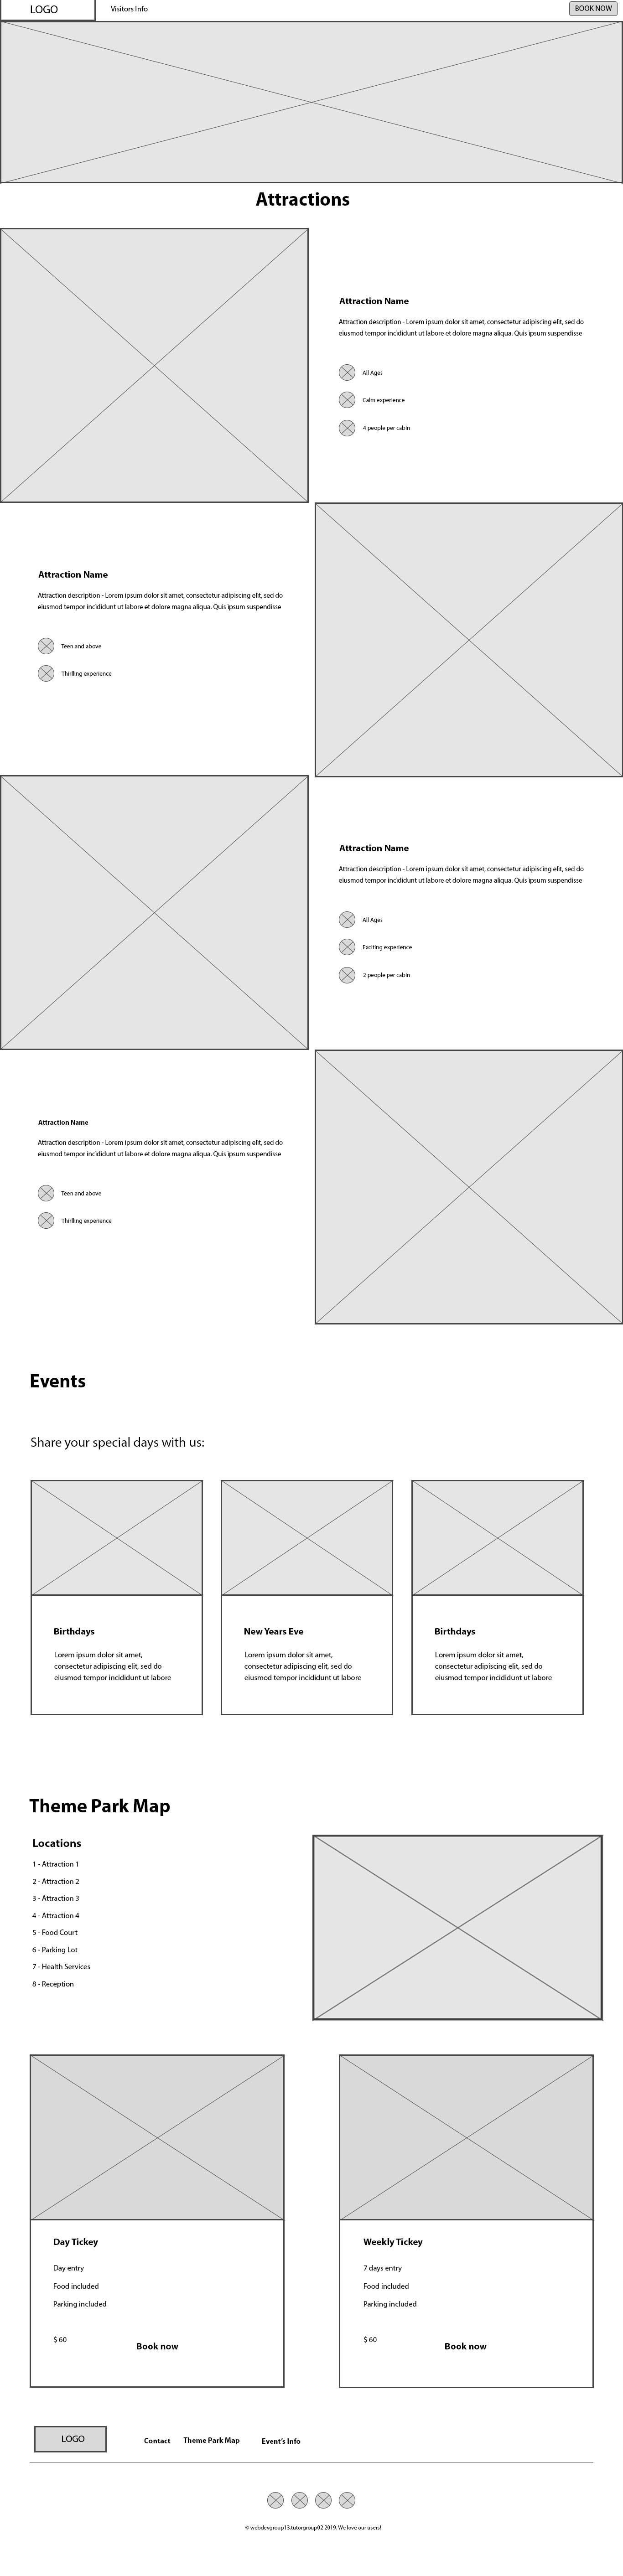 LOGO
Visitors Info
BOOK NOW
Attractions
Attraction Name
Attraction description - Lorem ipsum dolor sit amet, consectetur adipiscing elit, sed do
eiusmod tempor incididunt ut labore et dolore magna aliqua. Quis ipsum suspendisse
All Ages
Calm experience
4 people per cabin
Attraction Name
Attraction description - Lorem ipsum dolor sit amet, consectetur adipiscing elit, sed do
eiusmod tempor incididunt ut labore et dolore magna aliqua. Quis ipsum suspendisse
Teen and above
Thirlling experience
Attraction Name
Attraction description - Lorem ipsum dolor sit amet, consectetur adipiscing elit, sed do
eiusmod tempor incididunt ut labore et dolore magna aliqua. Quis ipsum suspendisse
All Ages
Exciting experience
2 people per cabin
Attraction Name
Attraction description - Lorem ipsum dolor sit amet, consectetur adipiscing elit, sed do
eiusmod tempor incididunt ut labore et dolore magna aliqua. Quis ipsum suspendisse
Teen and above
Thirlling experience
Events
Share your special days with us:
Birthdays
Lorem ipsum dolor sit amet,
consectetur adipiscing elit, sed do
eiusmod tempor incididunt ut labore
New Years Eve
Lorem ipsum dolor sit amet,
consectetur adipiscing elit, sed do
eiusmod tempor incididunt ut labore
Birthdays
Lorem ipsum dolor sit amet,
consectetur adipiscing elit, sed do
eiusmod tempor incididunt ut labore
Theme Park Map
Locations
1 - Attraction 1
2 - Attraction 2
3 - Attraction 3
4 - Attraction 4
5 - Food Court
6 - Parking Lot
7 - Health Services
8 - Reception
Day Tickey
Day entry
Food included
Parking included
$ 60
Book now
Weekly Tickey
7 days entry
Food included
Parking included
$ 60
Book now
LOGO
Contact
Theme Park Map
Event's Info
© webdevgroup13.tutorgroup02 2019. We love our users!